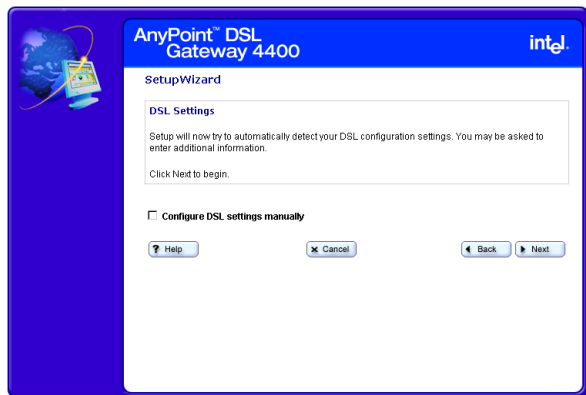 AnyPoint™ DSL
Gateway 4400
intel.
SetupWizard
DSL Settings
Setup will now try to automatically detect your DSL configuration settings. You may be asked to
enter additional information.
Click Next to begin.
Configure DSL settings manually
? Help
x Cancel
Back
Next